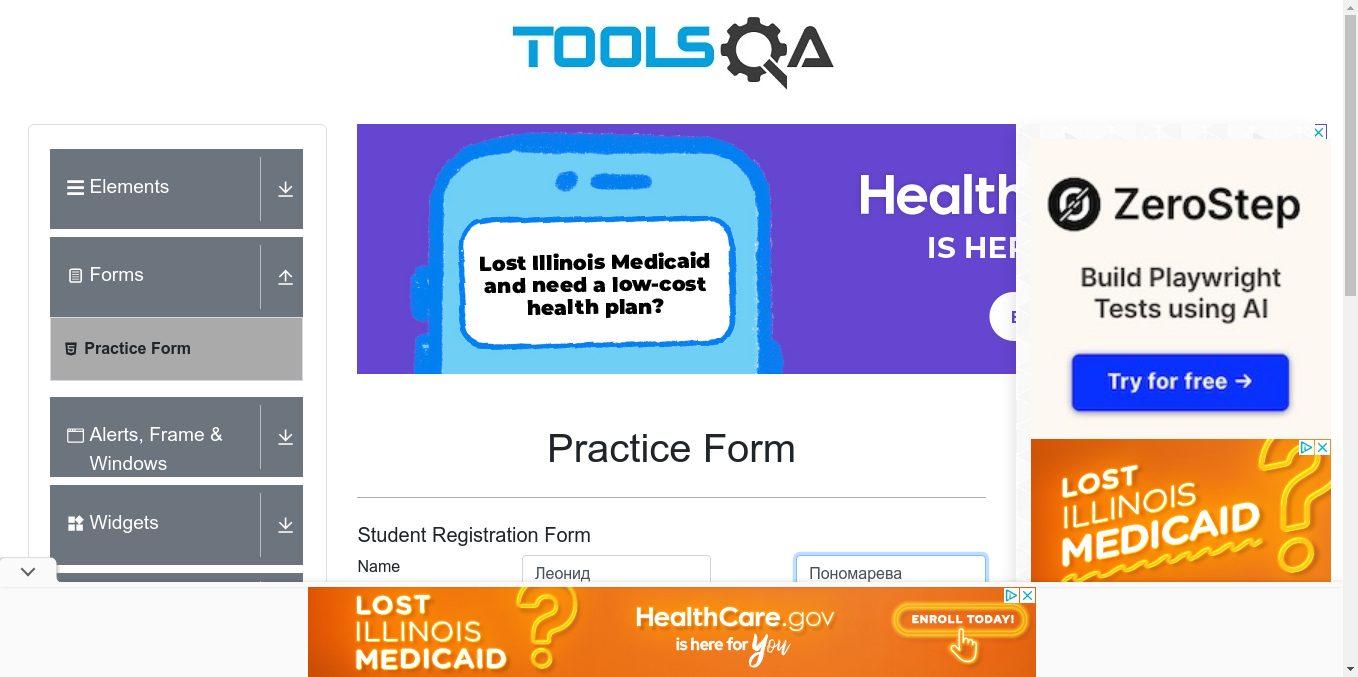 TOOLSQA
Elements
Forms
Practice Form
Alerts, Frame &
Windows
Widgets
Lost Illinois Medicaid
and need a low-cost
health plan?
Health
IS HER
ZeroStep
Build Playwright
Tests using AI
Try for free →
LOST
ILLINOIS
MEDICAID
?
Practice Form
Student Registration Form
Name
Леонид
Пономарева
LOST
ILLINOIS
MEDICAID
?
HealthCare.gov
is here for you
ENROLL TODAY!